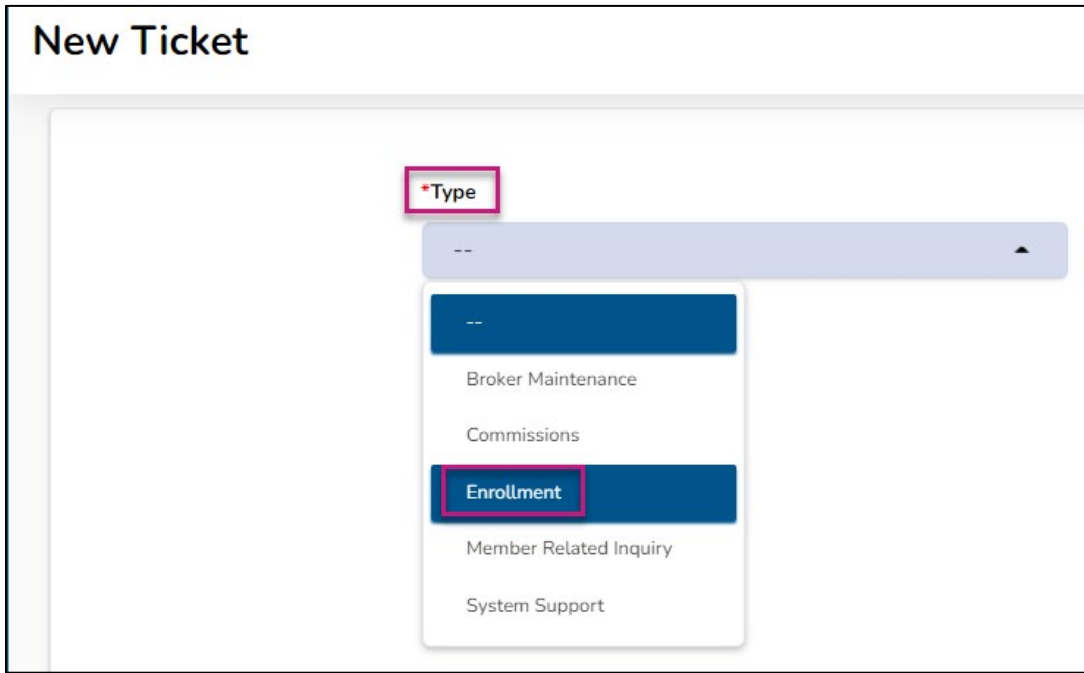 New Ticket
*Type
--
--
Broker Maintenance
Commissions
Enrollment
Member Related Inquiry
System Support